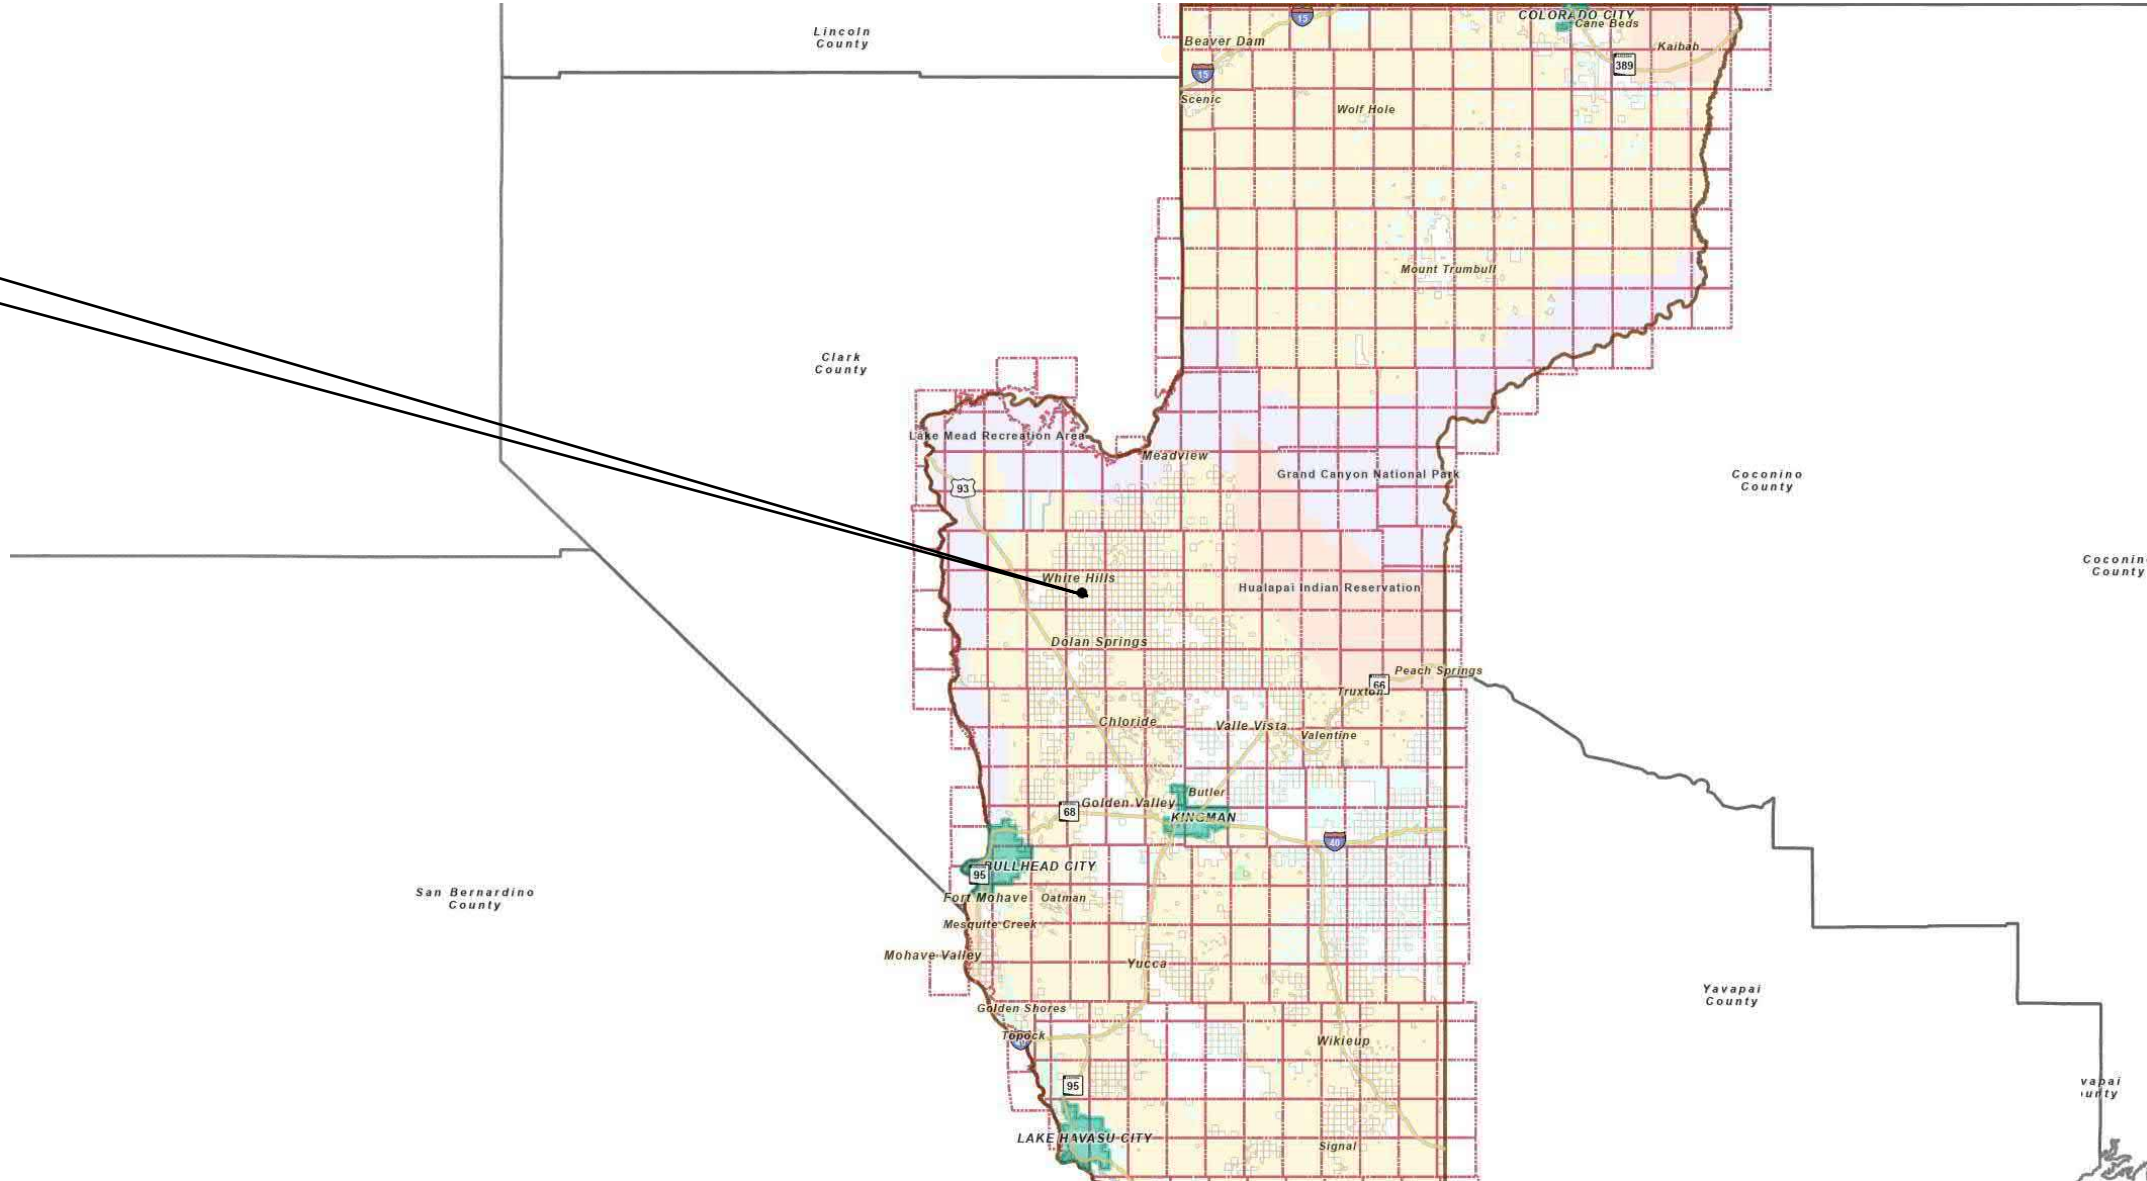 COLORADO CITY
15
Cane Beds
Lincoln
County
Beaver Dam
Kaibab
389
15
Scenic
Wolf Hole
Mount Trumbull
Clark
County
Lake Mead Recreation Area
Meadview
Grand Canyon National Park
Coconino
County
93
Coconin
County
White Hills
Hualapai Indian Reservation
Dolan Springs
Peach Springs
66
Truxton
Chloride
Valle Vista
Valentine
Butler
Golden Valley
68
KINGMAN
40
BULLHEAD CITY
95
San Bernardino
County
Fort Mohave
Oatman
Mesquite Creek
Mohave Valley
Yucca
Yavapai
County
Golden Shores
Topock
Wikieup
95
vapai
unty
LAKE HAVASU CITY
Signal